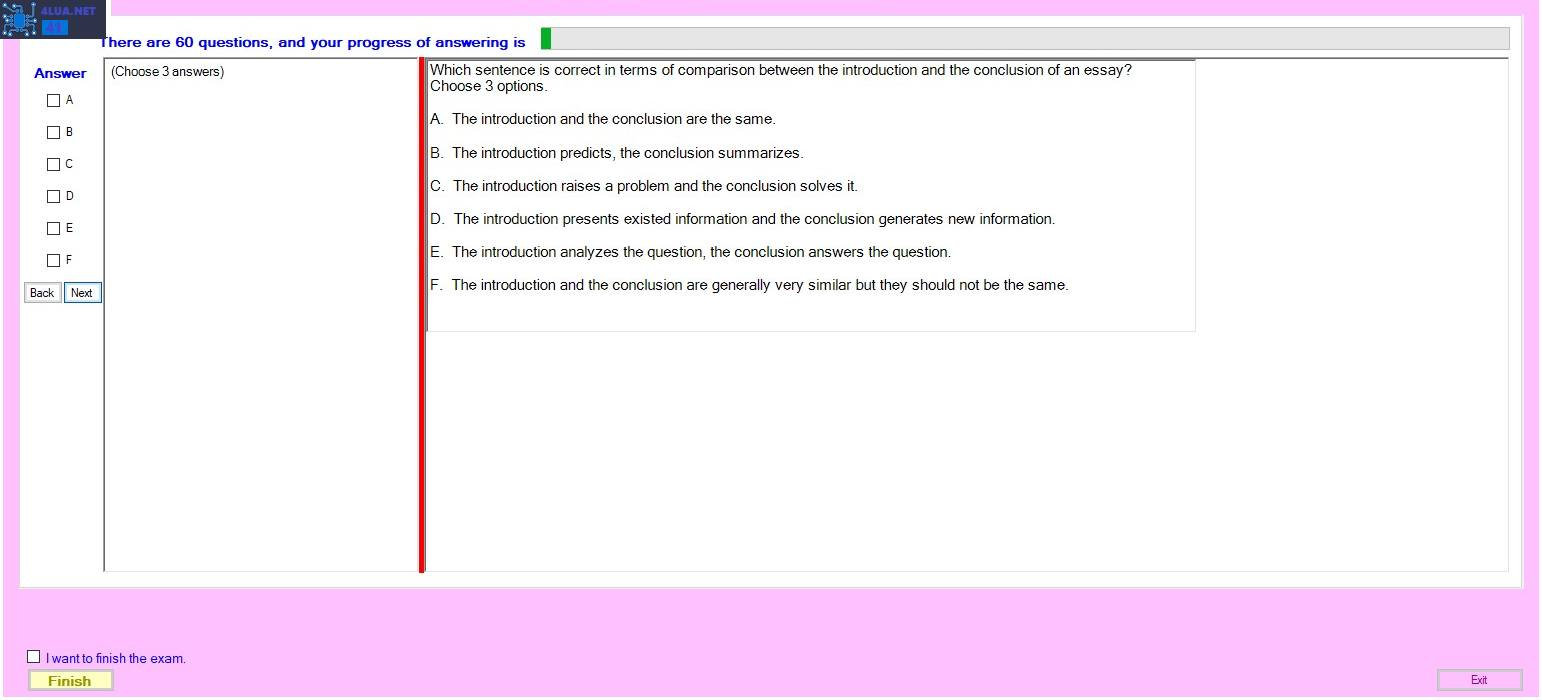 4LUA.NET
41
There are 60 questions, and your progress of answering is
Answer
(Choose 3 answers)
A
B
C
D
E
F
Back Next
Which sentence is correct in terms of comparison between the introduction and the conclusion of an essay?
Choose 3 options.
A. The introduction and the conclusion are the same.
B. The introduction predicts, the conclusion summarizes.
C. The introduction raises a problem and the conclusion solves it.
D. The introduction presents existed information and the conclusion generates new information.
E. The introduction analyzes the question, the conclusion answers the question.
F. The introduction and the conclusion are generally very similar but they should not be the same.
I want to finish the exam.
Finish
Exit